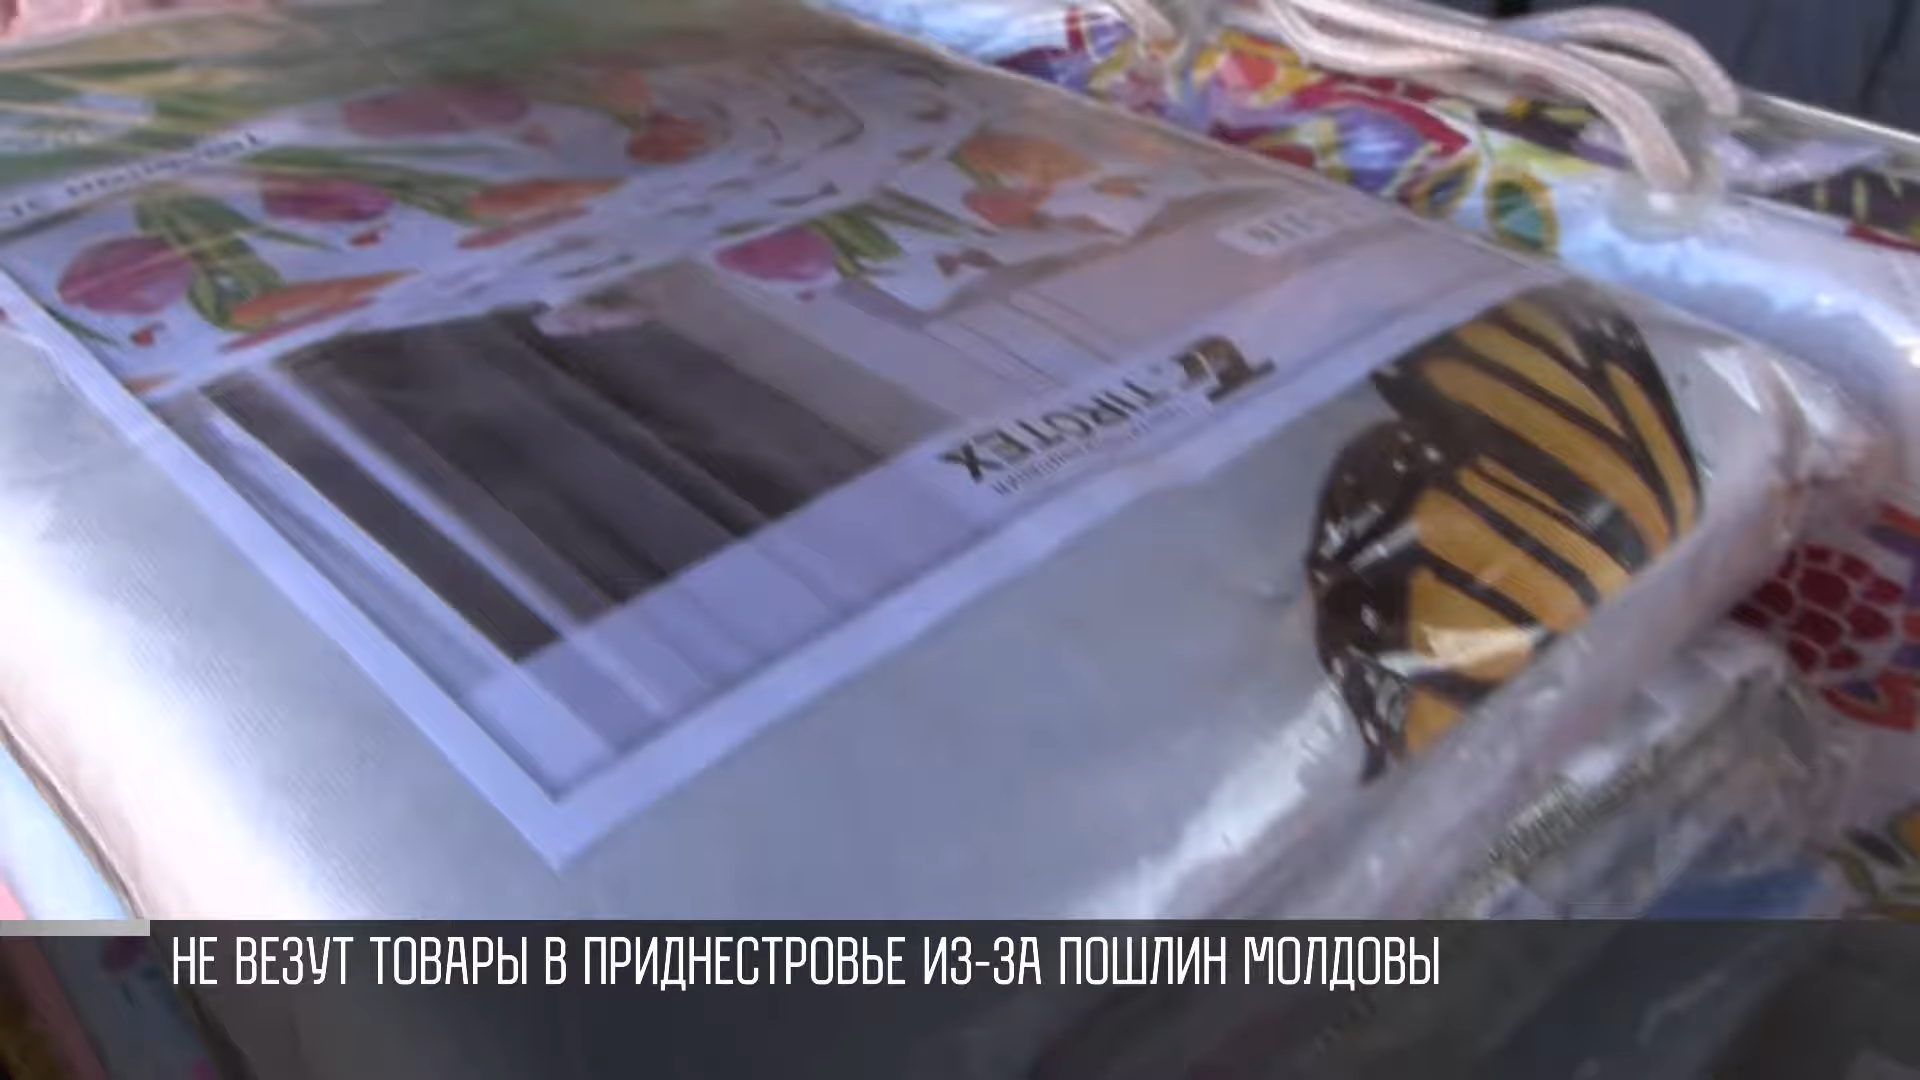 TIROTEX
НЕ ВЕЗУТ ТОВАРЫ В ПРИДНЕСТРОВЬЕ ИЗ-ЗА ПОШЛИН МОЛДОВЫ